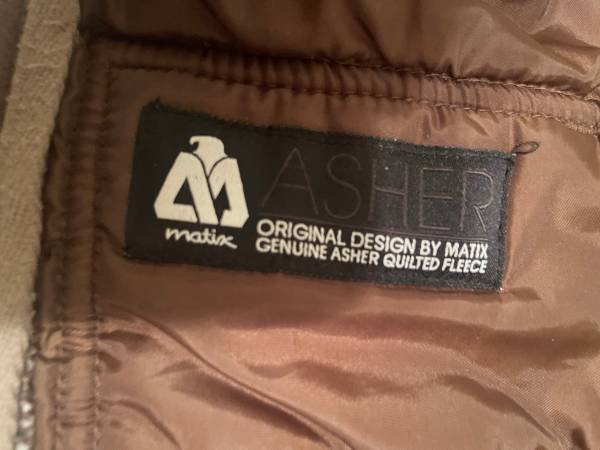 ASHER
matix
ORIGINAL DESIGN BY MATIX
GENUINE ASHER QUILTED FLEECE